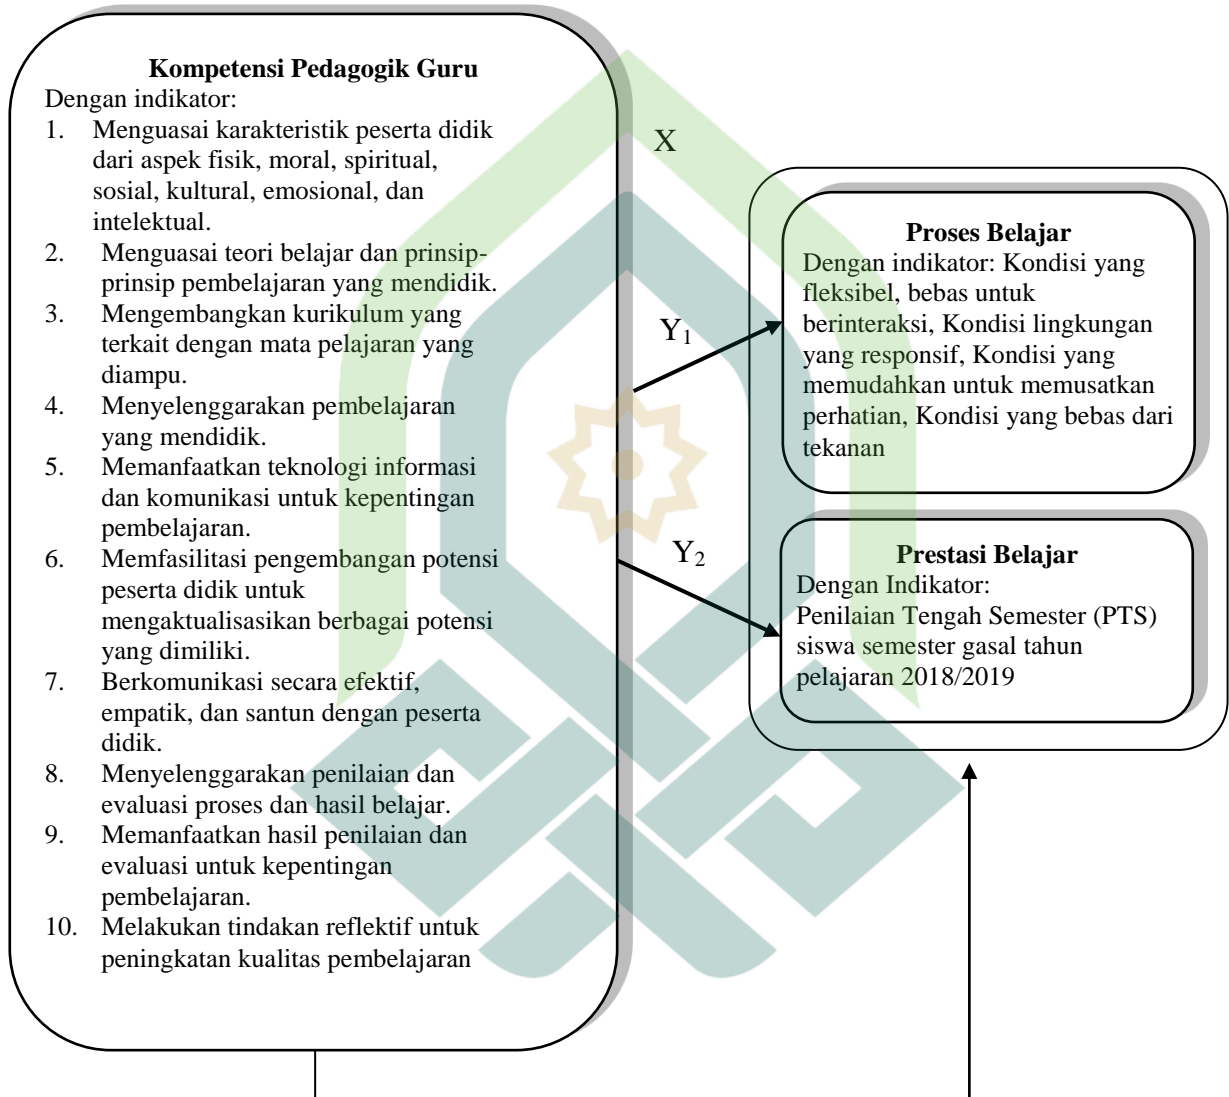 Kompetensi Pedagogik Guru
Dengan indikator:
1. Menguasai karakteristik peserta didik
dari aspek fisik, moral, spiritual,
sosial, kultural, emosional, dan
intelektual.
2. Menguasai teori belajar dan prinsip-
prinsip pembelajaran yang mendidik.
3. Mengembangkan kurikulum yang
terkait dengan mata pelajaran yang
diampu.
4. Menyelenggarakan pembelajaran
yang mendidik.
5. Memanfaatkan teknologi informasi
dan komunikasi untuk kepentingan
pembelajaran.
6. Memfasilitasi pengembangan potensi
peserta didik untuk
mengaktualisasikan berbagai potensi
yang dimiliki.
7. Berkomunikasi secara efektif,
empatik, dan santun dengan peserta
didik.
8. Menyelenggarakan penilaian dan
evaluasi proses dan hasil belajar.
9. Memanfaatkan hasil penilaian dan
evaluasi untuk kepentingan
pembelajaran.
10. Melakukan tindakan reflektif untuk
peningkatan kualitas pembelajaran
X
Y1
Y2
Proses Belajar
Dengan indikator: Kondisi yang
fleksibel, bebas untuk
berinteraksi, Kondisi lingkungan
yang responsif, Kondisi yang
memudahkan untuk memusatkan
perhatian, Kondisi yang bebas dari
tekanan
Prestasi Belajar
Dengan Indikator:
Penilaian Tengah Semester (PTS)
siswa semester gasal tahun
pelajaran 2018/2019